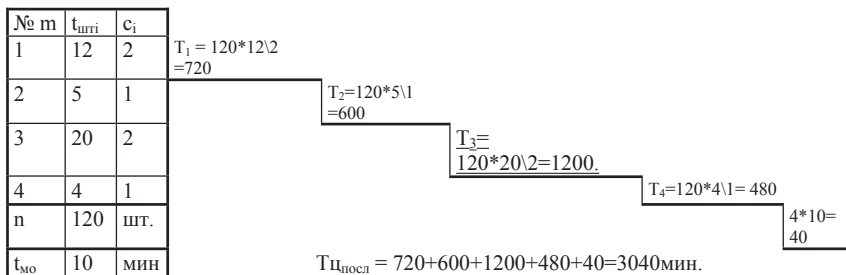 № m tштi ci
1 12 2
T1 = 120*12\2
=720
2 5 1
T2=120*5\1
=600
3 20 2
T3=
120*20\2=1200.
4 4 1
T4=120*4\1= 480
n 120 шт.
4*10=
40
tмо 10 мин
Тцпосл = 720+600+1200+480+40=3040мин.